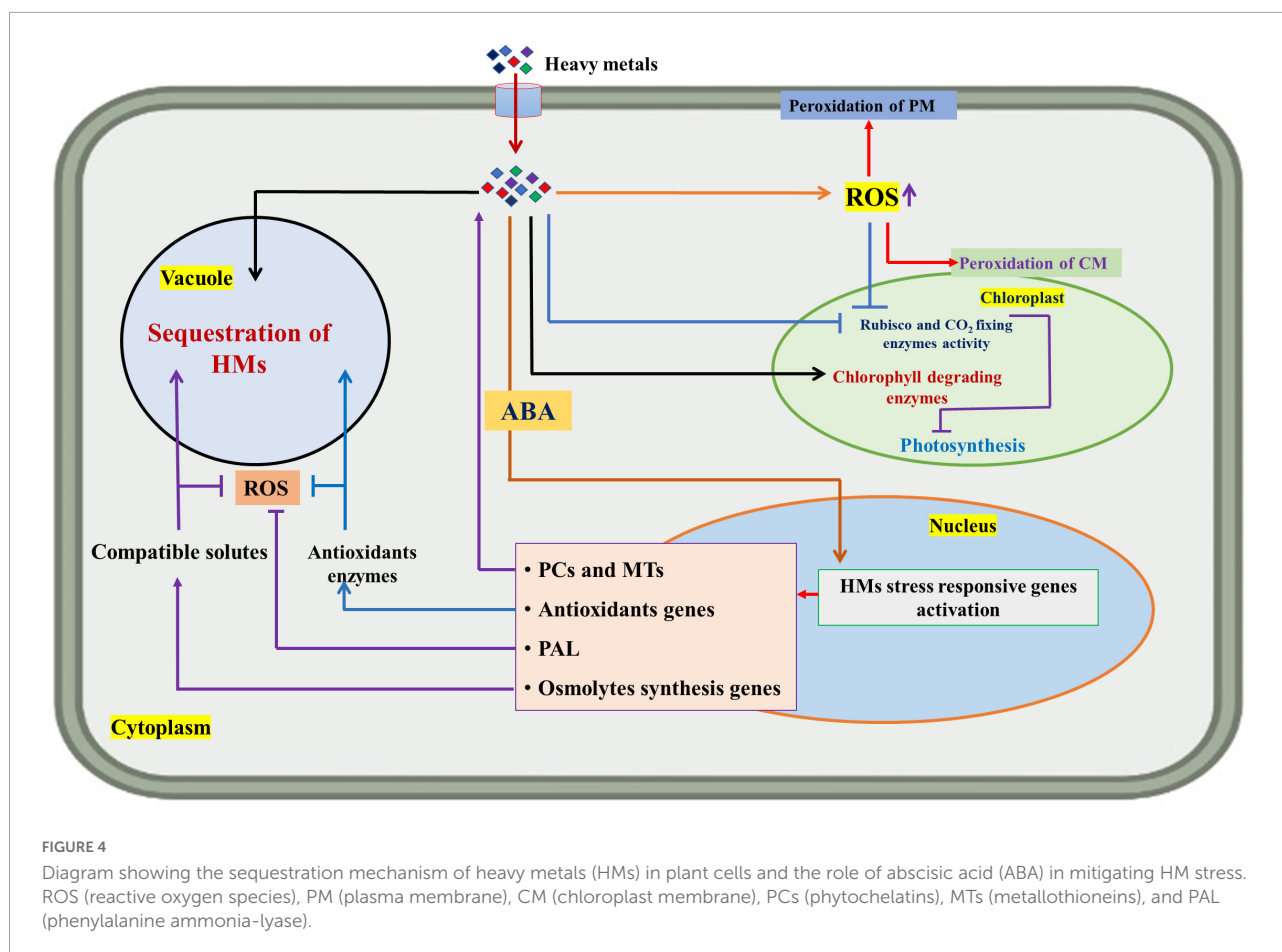 Heavy metals
Peroxidation of PM
ROS
Peroxidation of CM
Vacuole
Chloroplast
Sequestration of
HMs
Rubisco and CO₂ fixing
enzymes activity
Chlorophyll degrading
enzymes
ABA
Photosynthesis
ROS
Nucleus
Compatible solutes
Antioxidants
enzymes
• PCs and MTs
• Antioxidants genes
• PAL
• Osmolytes synthesis genes
HMs stress responsive genes
activation
Cytoplasm
FIGURE 4
Diagram showing the sequestration mechanism of heavy metals (HMs) in plant cells and the role of abscisic acid (ABA) in mitigating HM stress.
ROS (reactive oxygen species), PM (plasma membrane), CM (chloroplast membrane), PCs (phytochelatins), MTs (metallothioneins), and PAL
(phenylalanine ammonia-lyase).